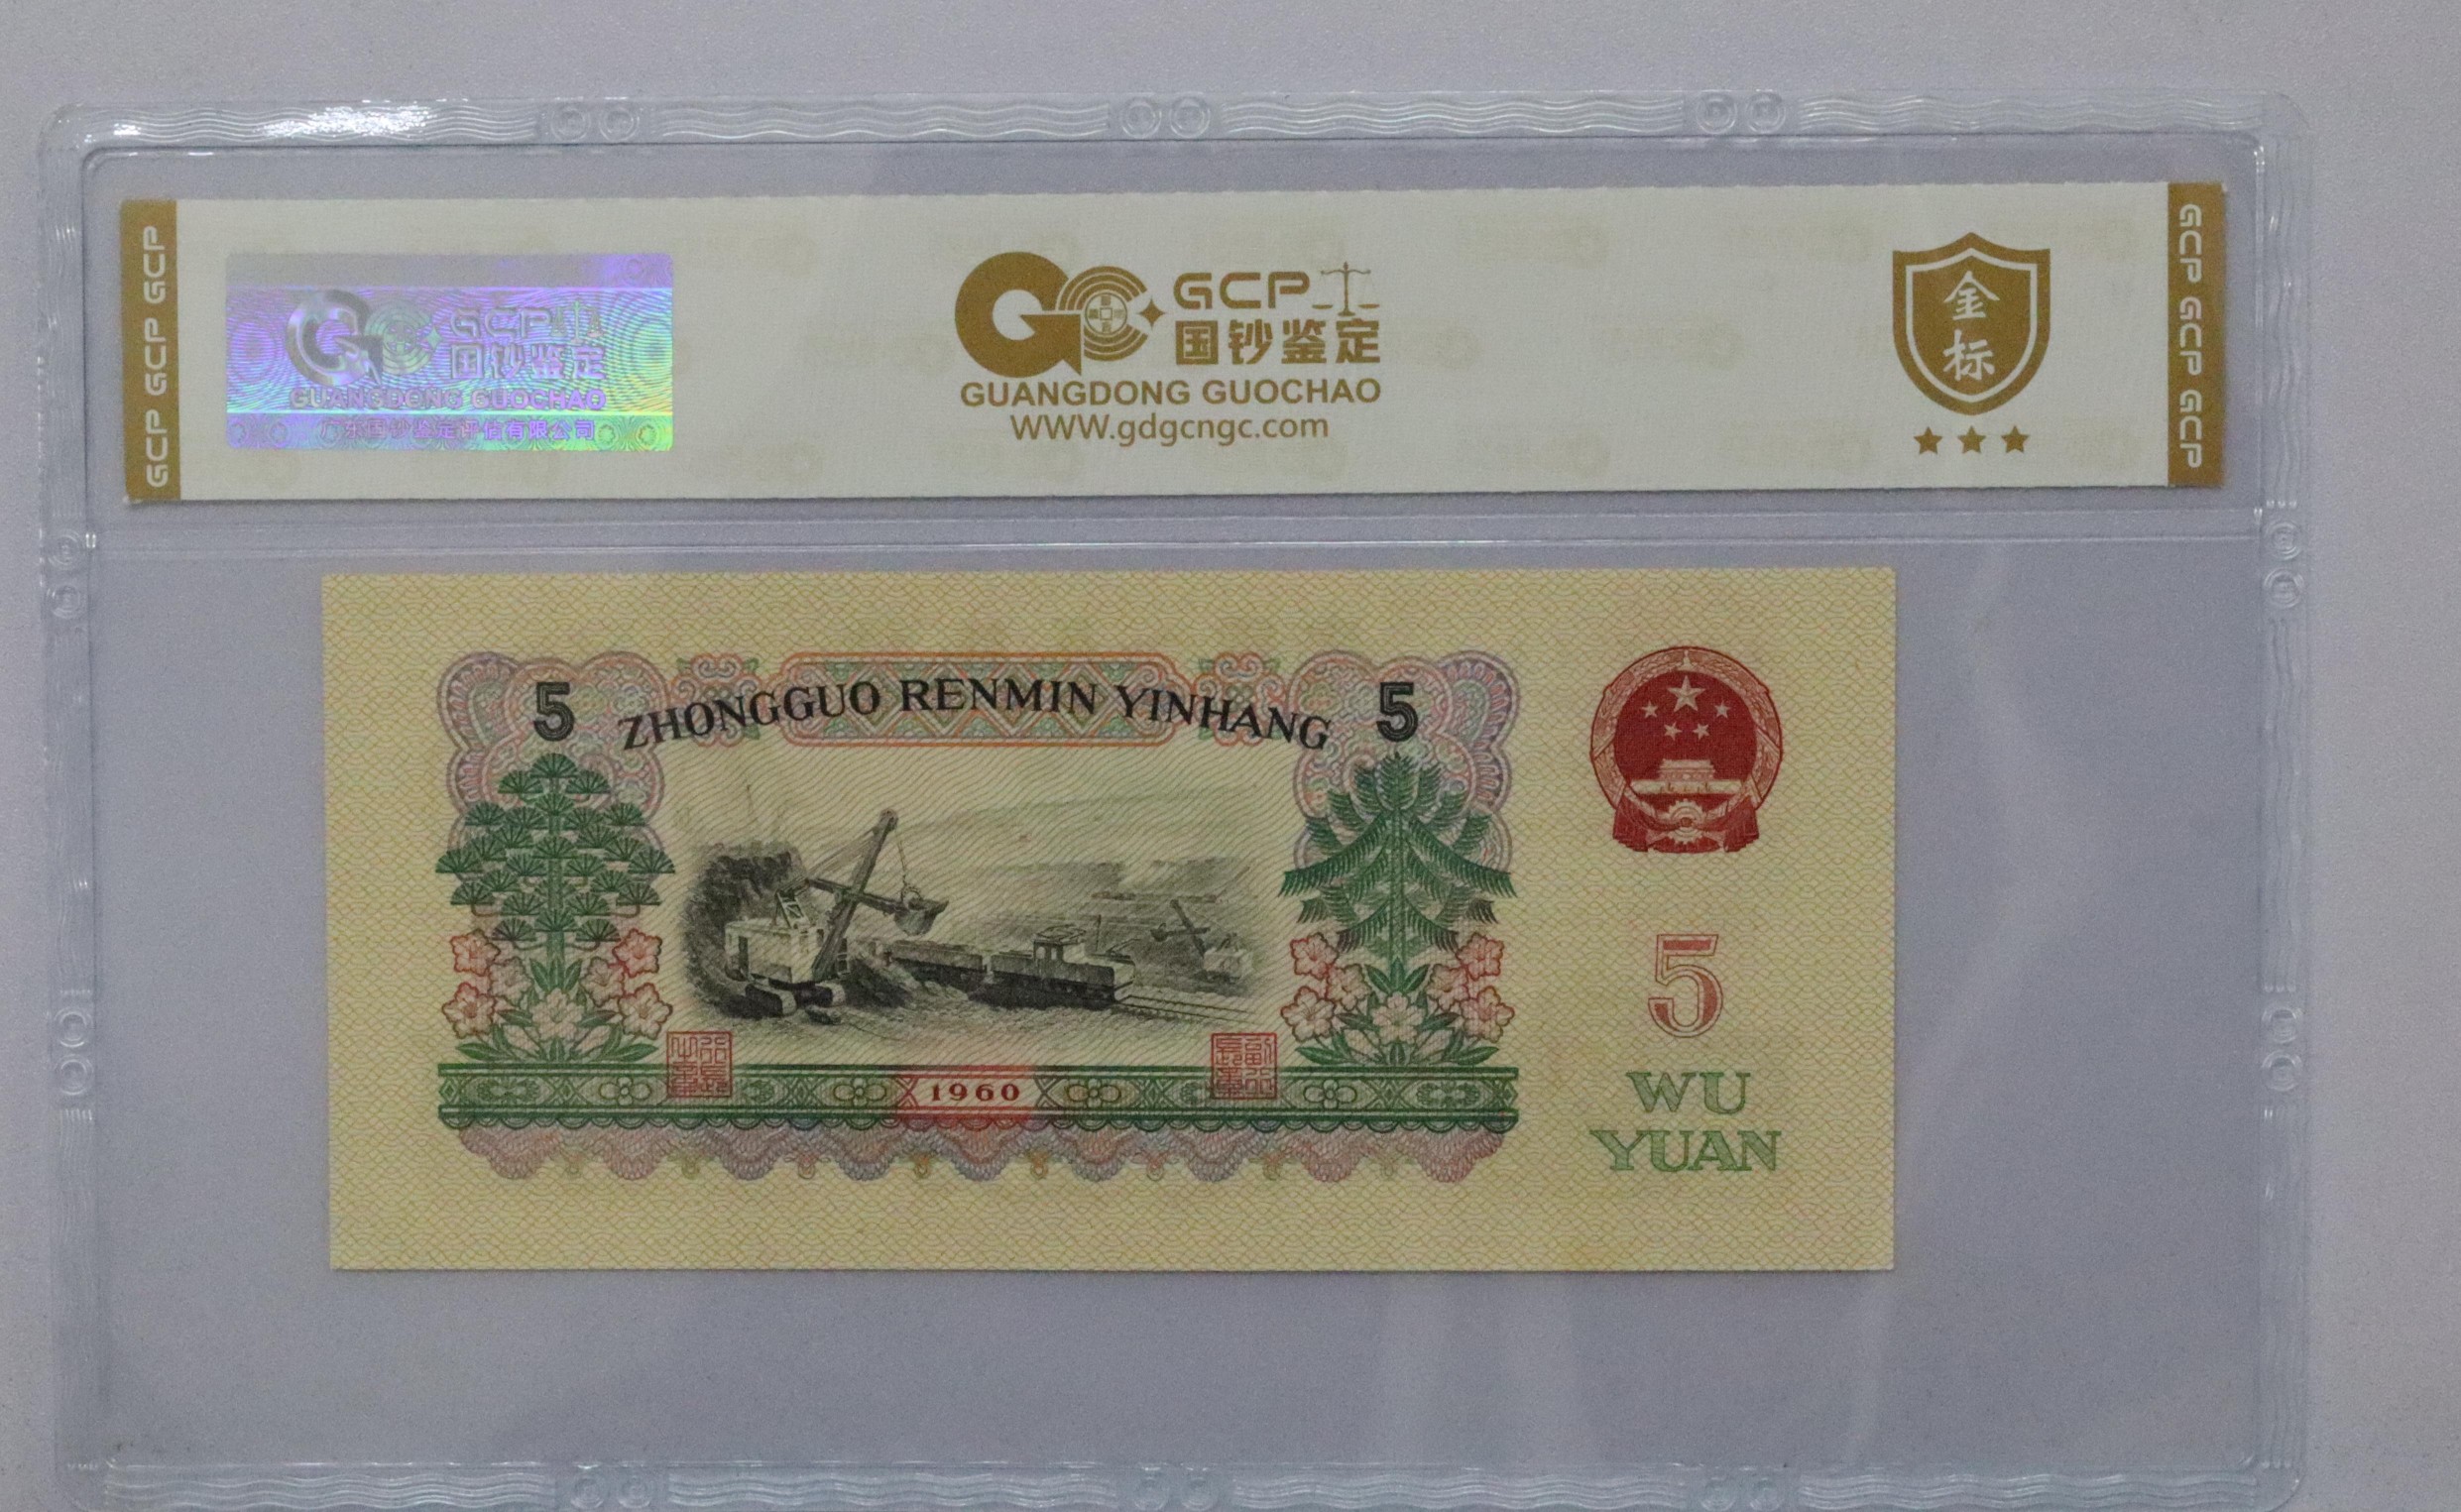 GCP GCP GCP
GCP
国钞鉴定
GUANGDONG GUOCHAO
广东国钞鉴定评估有限公司
GCP
国钞鉴定
GUANGDONG GUOCHAO
WWW.gdgcngc.com
金
标
GCP GCP GCP
5 ZHONGGUO RENMIN YINHANG 5
1960
5
WU
YUAN